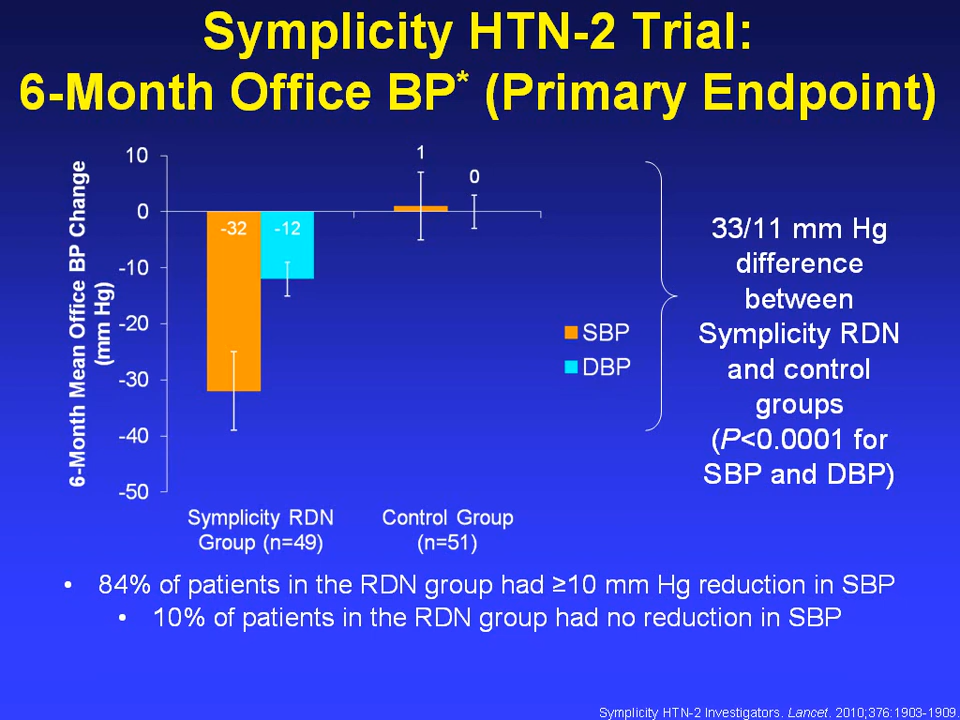 Symplicity HTN-2 Trial:
6-Month Office BP* (Primary Endpoint)
6-Month Mean Office BP Change
(mm Hg)
10
0
-10
-20
-30
-40
-50
-32
-12
1
0
SBP
DBP
Symplicity RDN
Group (n=49)
Control Group
(n=51)
33/11 mm Hg
difference
between
Symplicity RDN
and control
groups
(P<0.0001 for
SBP and DBP)
• 84% of patients in the RDN group had ≥10 mm Hg reduction in SBP
• 10% of patients in the RDN group had no reduction in SBP
Symplicity HTN-2 Investigators. Lancet. 2010;376:1903-1909